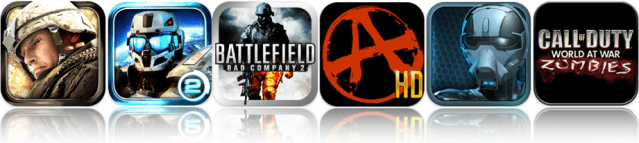 2
BATTLEFIELD
BAD COMPANY 2
A
HD
CALL OF DUTY
WORLD AT WAR
ZOMBIES